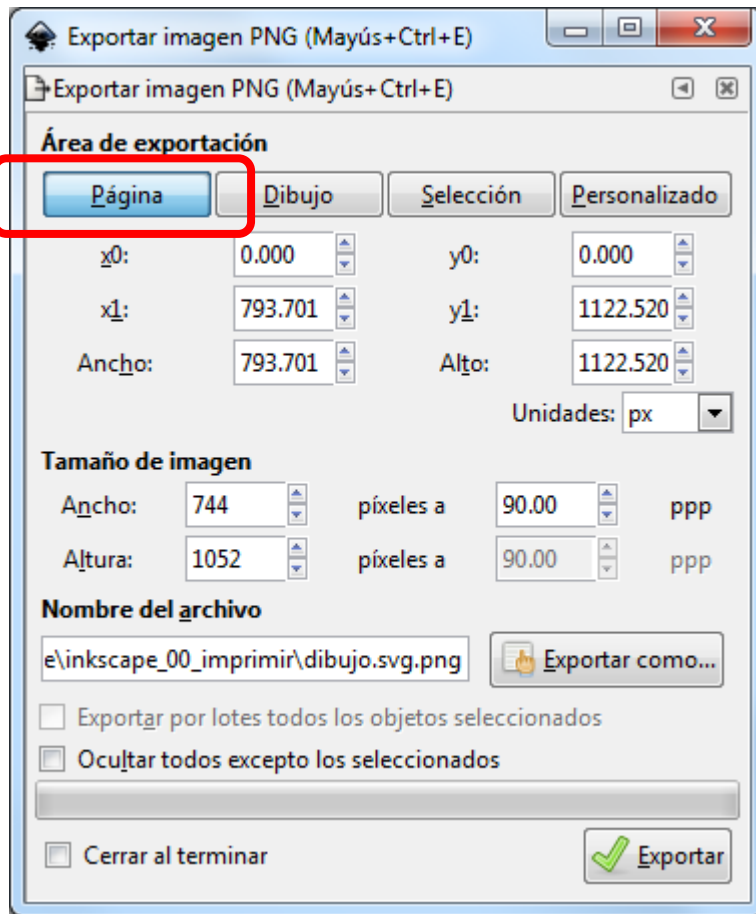 Exportar imagen PNG (Mayús+Ctrl+E)
Exportar imagen PNG (Mayús+Ctrl+E)
Área de exportación
Página Dibujo Selección Personalizado
x0: 0.000 y0: 0.000
x1: 793.701 y1: 1122.520
Ancho: 793.701 Alto: 1122.520
Unidades: px
Tamaño de imagen
Ancho: 744 píxeles a 90.00 ppp
Altura: 1052 píxeles a 90.00 ppp
Nombre del archivo
e\inkscape_00_imprimir\dibujo.svg.png Exportar como...
Exportar por lotes todos los objetos seleccionados
Ocultar todos excepto los seleccionados
Cerrar al terminar Exportar